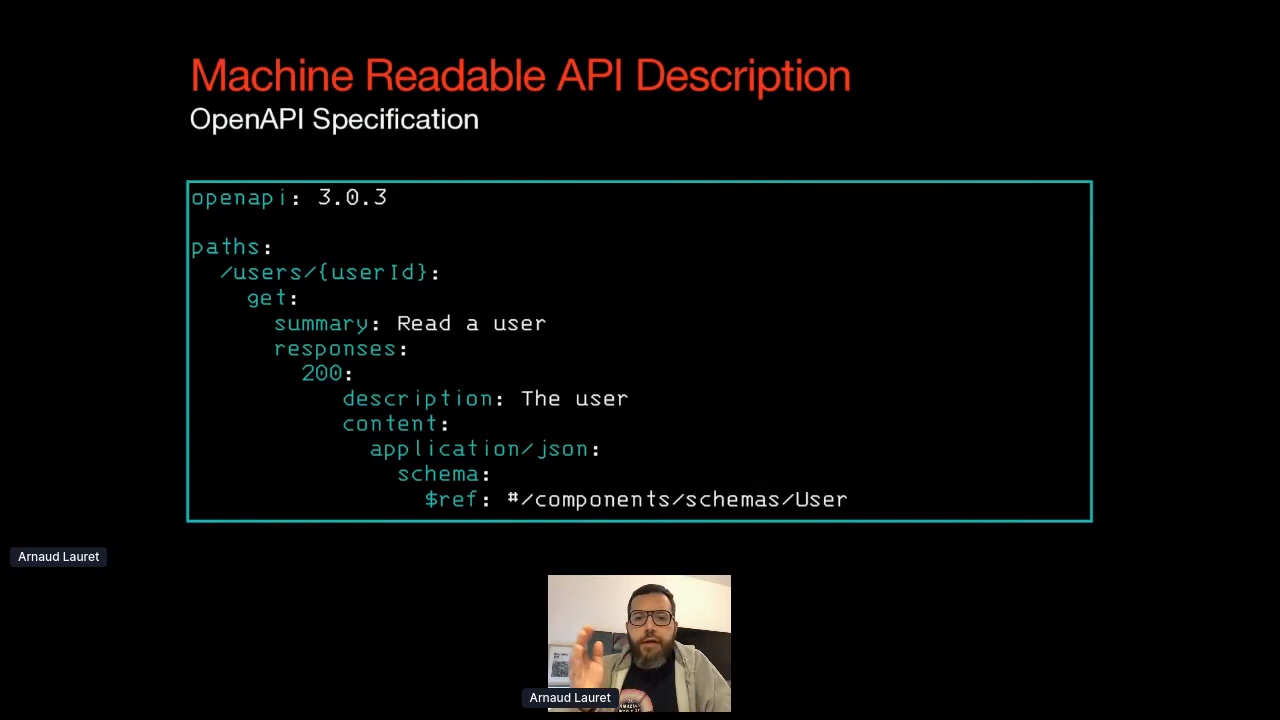 Machine Readable API Description
OpenAPI Specification
openapi: 3.0.3
paths:
/users/{userId}:
get:
summary: Read a user
responses:
200:
description: The user
content:
application/json:
schema:
$ref: #/components/schemas/User
Arnaud Lauret
Arnaud Lauret